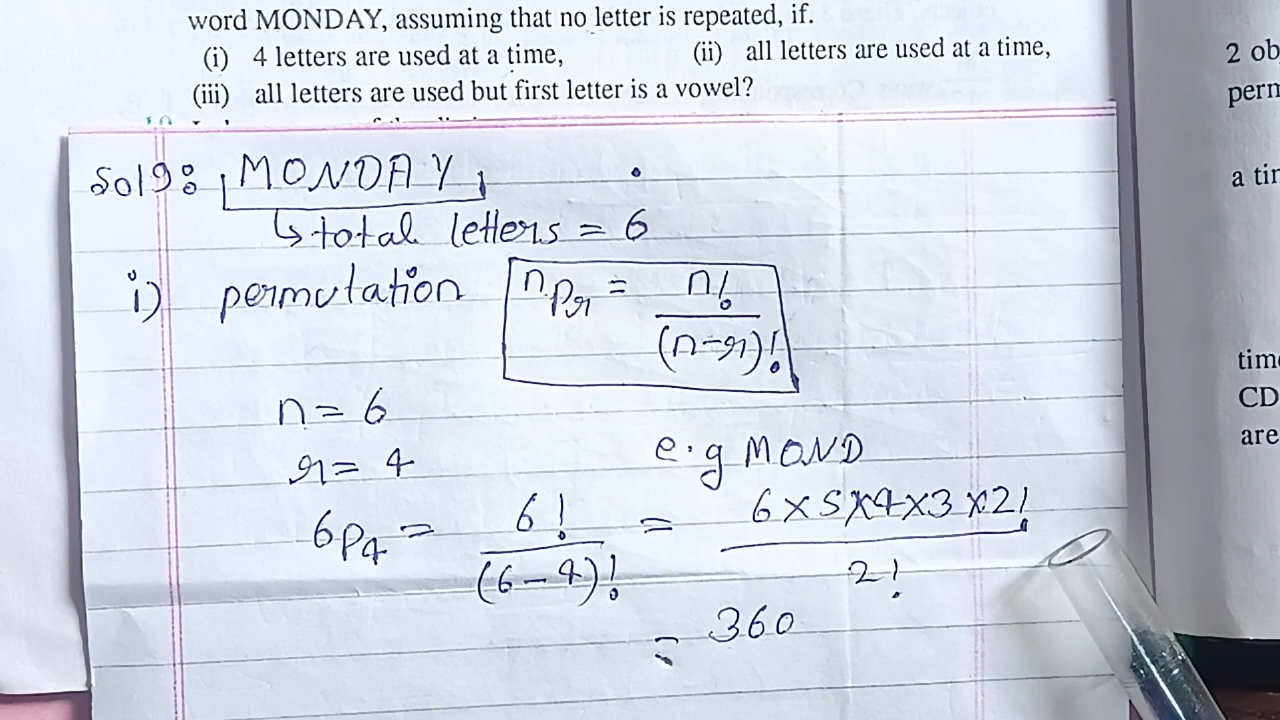 word MONDAY, assuming that no letter is repeated, if.
(i) 4 letters are used at a time, (ii) all letters are used at a time,
(iii) all letters are used but first letter is a vowel?
Sol9: MONDAY
↳ total letters = 6
i) permutation nPr = n! / (n-r)!
n = 6
r = 4
e.g MOND
6P4 = 6! / (6-4)! = 6×5×4×3×2! / 2!
= 360
2 ob
perm
a tim
time
CD
are